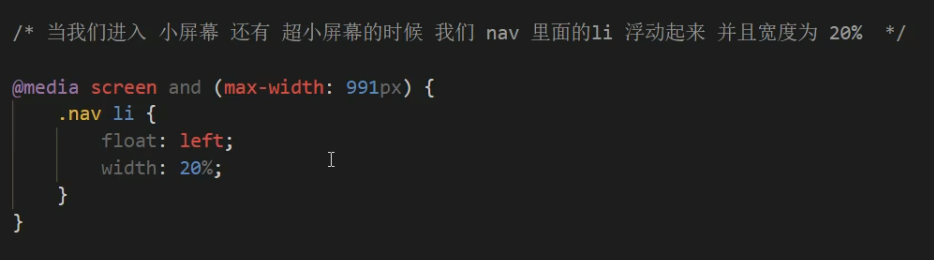 /* 当我们进入 小屏幕 还有 超小屏幕的时候 我们 nav 里面的li 浮动起来 并且宽度为 20%  */
@media screen and (max-width: 991px) {
    .nav li {
        float: left;
        width: 20%;
    }
}